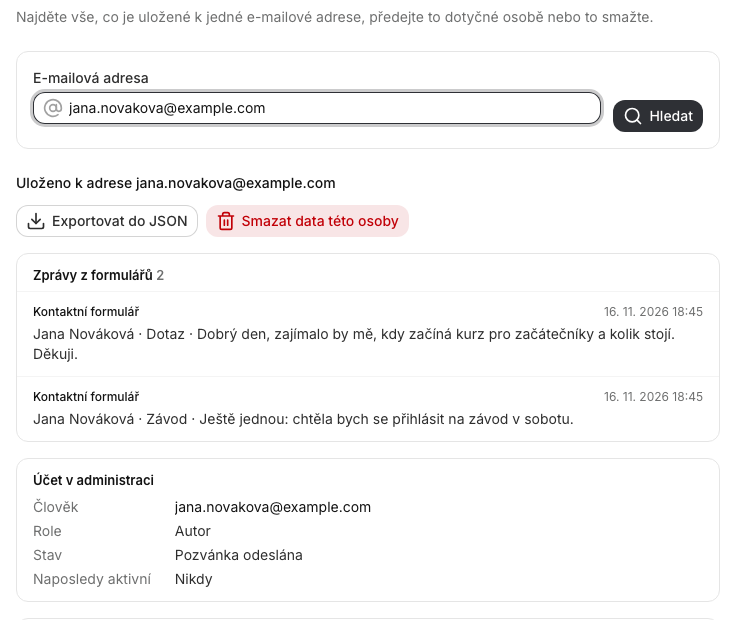 Najděte vše, co je uložené k jedné e-mailové adrese, předejte to dotyčné osobě nebo to smažte.
E-mailová adresa
jana.novakova@example.com
Hledat
Uloženo k adrese jana.novakova@example.com
Exportovat do JSON
Smazat data této osoby
Zprávy z formulářů 2
Kontaktní formulář 16. 11. 2026 18:45
Jana Nováková · Dotaz · Dobrý den, zajímalo by mě, kdy začíná kurz pro začátečníky a kolik stojí.
Děkuji.
Kontaktní formulář 16. 11. 2026 18:45
Jana Nováková · Závod · Ještě jednou: chtěla bych se přihlásit na závod v sobotu.
Účet v administraci
Člověk jana.novakova@example.com
Role Autor
Stav Pozvánka odeslána
Naposledy aktivní Nikdy